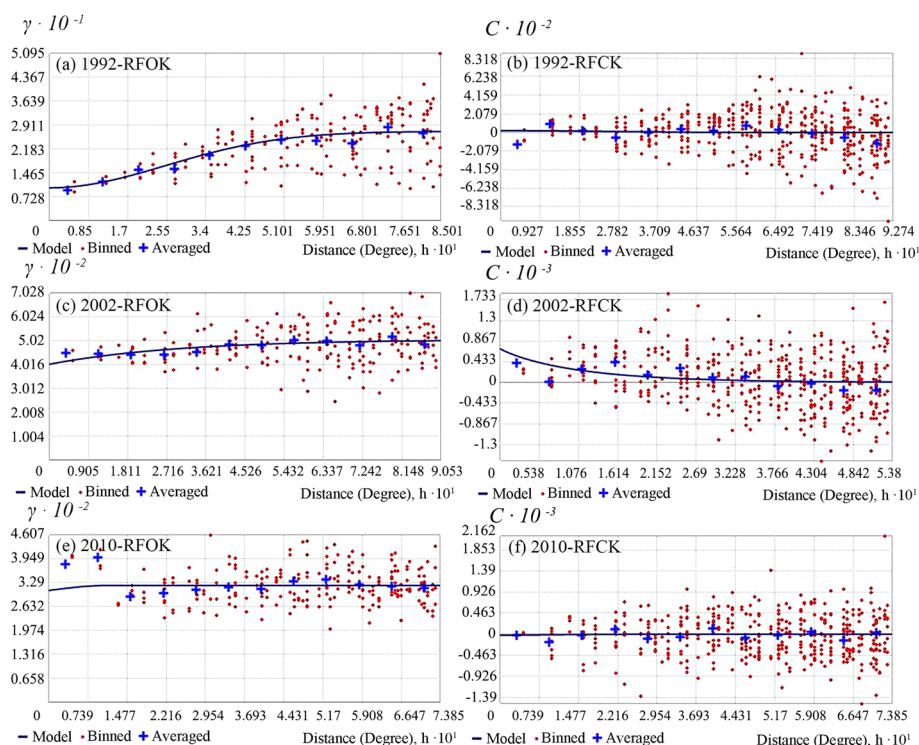 γ · 10 -1
5.095
4.367
3.639
2.911
2.183
1.465
0.728
0
(a) 1992-RFOK
0.85 1.7 2.55 3.4 4.25 5.101 5.951 6.801 7.651 8.501
Model Binned Averaged Distance (Degree), h · 10¹
C · 10 -2
8.318
6.238
4.159
2.079
0
-2.079
-4.159
-6.238
-8.318
(b) 1992-RFCK
0 0.927 1.855 2.782 3.709 4.637 5.564 6.492 7.419 8.346 9.274
Model Binned Averaged Distance (Degree), h · 10¹
γ · 10 -2
7.028
6.024
5.02
4.016
3.012
2.008
1.004
0
(c) 2002-RFOK
0.905 1.811 2.716 3.621 4.526 5.432 6.337 7.242 8.148 9.053
Model Binned Averaged Distance (Degree), h · 10¹
C · 10 -3
1.733
1.3
0.867
0.433
0
-0.433
-0.867
-1.3
(d) 2002-RFCK
0 0.538 1.076 1.614 2.152 2.69 3.228 3.766 4.304 4.842 5.38
Model Binned Averaged Distance (Degree), h · 10¹
γ · 10 -2
4.607
3.949
3.29
2.632
1.974
1.316
0.658
0
(e) 2010-RFOK
0.739 1.477 2.216 2.954 3.693 4.431 5.17 5.908 6.647 7.385
Model Binned Averaged Distance (Degree), h · 10¹
C · 10 -3
2.162
1.853
1.39
0.926
0.463
0
-0.463
-0.926
-1.39
(f) 2010-RFCK
0 0.739 1.477 2.216 2.954 3.693 4.431 5.17 5.908 6.647 7.385
Model Binned Averaged Distance (Degree), h · 10¹